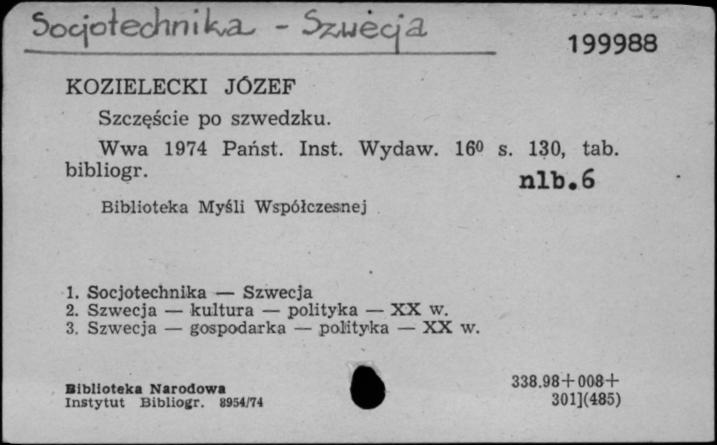 Socjotechnika - Szwecja
199988
KOZIELECKI JÓZEF
Szczęście po szwedzku.
Wwa 1974 Państ. Inst. Wydaw. 16⁰ s. 130, tab.
bibliogr.
nlb.6
Biblioteka Myśli Współczesnej
1. Socjotechnika — Szwecja
2. Szwecja — kultura — polityka — XX w.
3. Szwecja — gospodarka — polityka — XX w.
Biblioteka Narodowa
Instytut Bibliogr. 8954/74
338.98+008+
301](485)